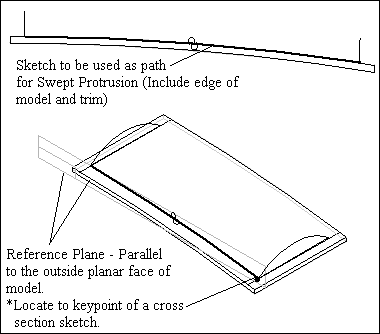 Sketch to be used as path
for Swept Protrusion (Include edge of
model and trim)
Reference Plane - Parallel
to the outside planar face of
model.
*Locate to keypoint of a cross
section sketch.